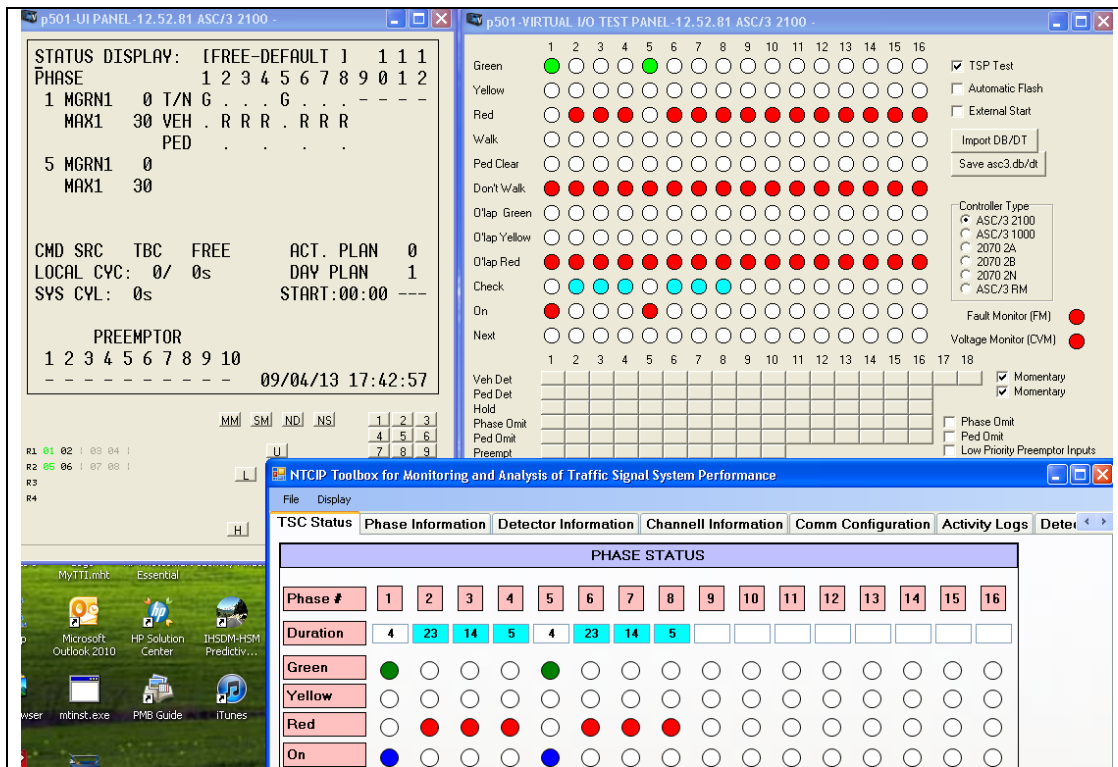 p501-UI PANEL-12.52.81 ASC/3 2100 -
STATUS DISPLAY: [FREE-DEFAULT ] 1 1 1
PHASE 1 2 3 4 5 6 7 8 9 0 1 2
1 MGRN1 0 T/N G . . . G . . . - - - -
MAX1 30 VEH . R R R . R R R
PED . . . .
5 MGRN1 0
MAX1 30
CMD SRC TBC FREE ACT. PLAN 0
LOCAL CYC: 0/ 0s DAY PLAN 1
SYS CYL: 0s START:00:00 ---
PREEMPTOR
1 2 3 4 5 6 7 8 9 10
- - - - - - - - - - 09/04/13 17:42:57
MM SM ND NS 1 2 3
4 5 6
U 7 8 9
R1 01 02 | 03 04 |
R2 05 06 | 07 08 |
R3
R4
L
H
p501-VIRTUAL I/O TEST PANEL-12.52.81 ASC/3 2100 -
1 2 3 4 5 6 7 8 9 10 11 12 13 14 15 16
Green
Yellow
Red
Walk
Ped Clear
Don't Walk
O'lap Green
O'lap Yellow
O'lap Red
Check
On
Next
TSP Test
Automatic Flash
External Start
Import DB/DT
Save asc3.db/dt
Controller Type
ASC/3 2100
ASC/3 1000
2070 2A
2070 2B
2070 2N
ASC/3 RM
Fault Monitor (FM)
Voltage Monitor (CVM)
1 2 3 4 5 6 7 8 9 10 11 12 13 14 15 16 17 18
Veh Det Momentary
Ped Det Momentary
Hold
Phase Omit Phase Omit
Ped Omit Ped Omit
Preempt Low Priority Preemptor Inputs
NTCIP Toolbox for Monitoring and Analysis of Traffic Signal System Performance
File Display
TSC Status Phase Information Detector Information Channell Information Comm Configuration Activity Logs
PHASE STATUS
Phase # 1 2 3 4 5 6 7 8 9 10 11 12 13 14 15 16
Duration 4 23 14 5 4 23 14 5
Green
Yellow
Red
On
MyTTI.mht
Essential
Microsoft Outlook 2010
HP Solution Center
IHSDM-HSM Predictiv...
mtinst.exe
PMB Guide
iTunes